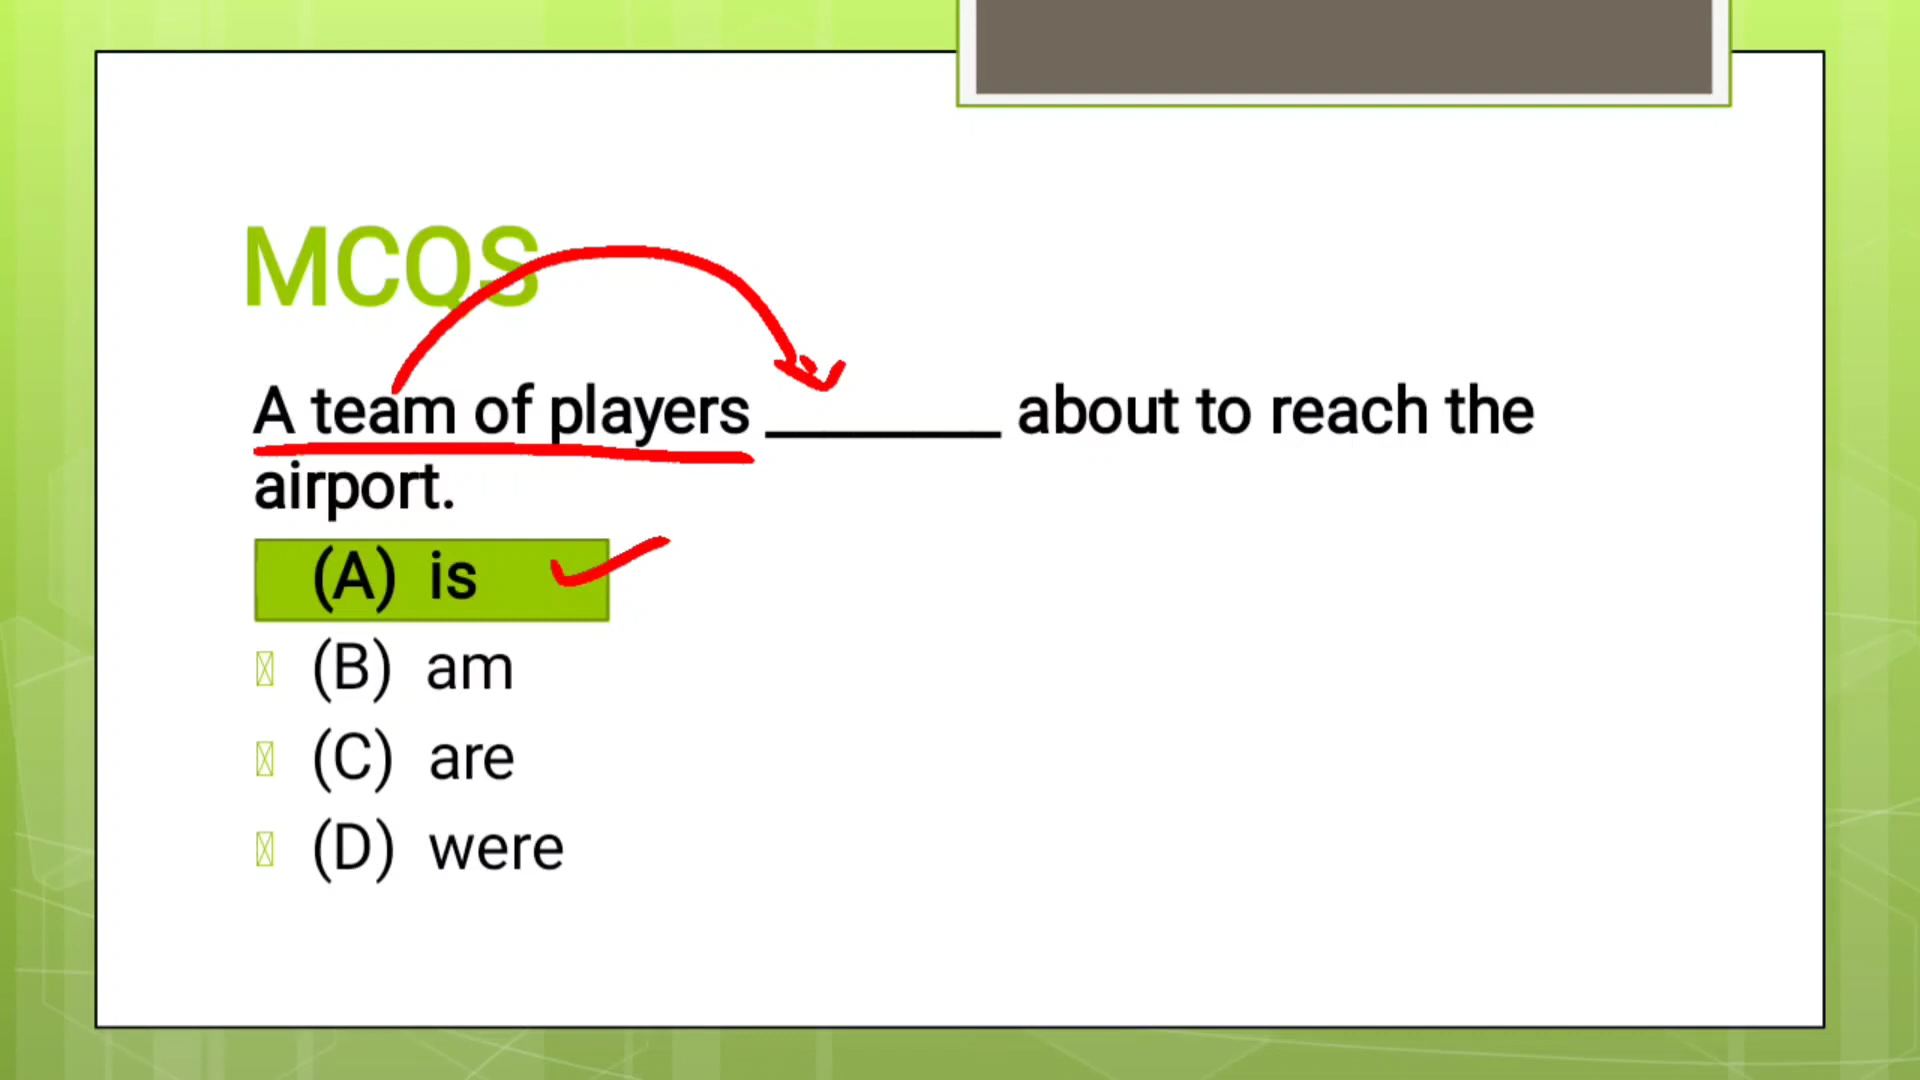 MCQS
A team of players ________ about to reach the
airport.
(A) is
(B) am
(C) are
(D) were